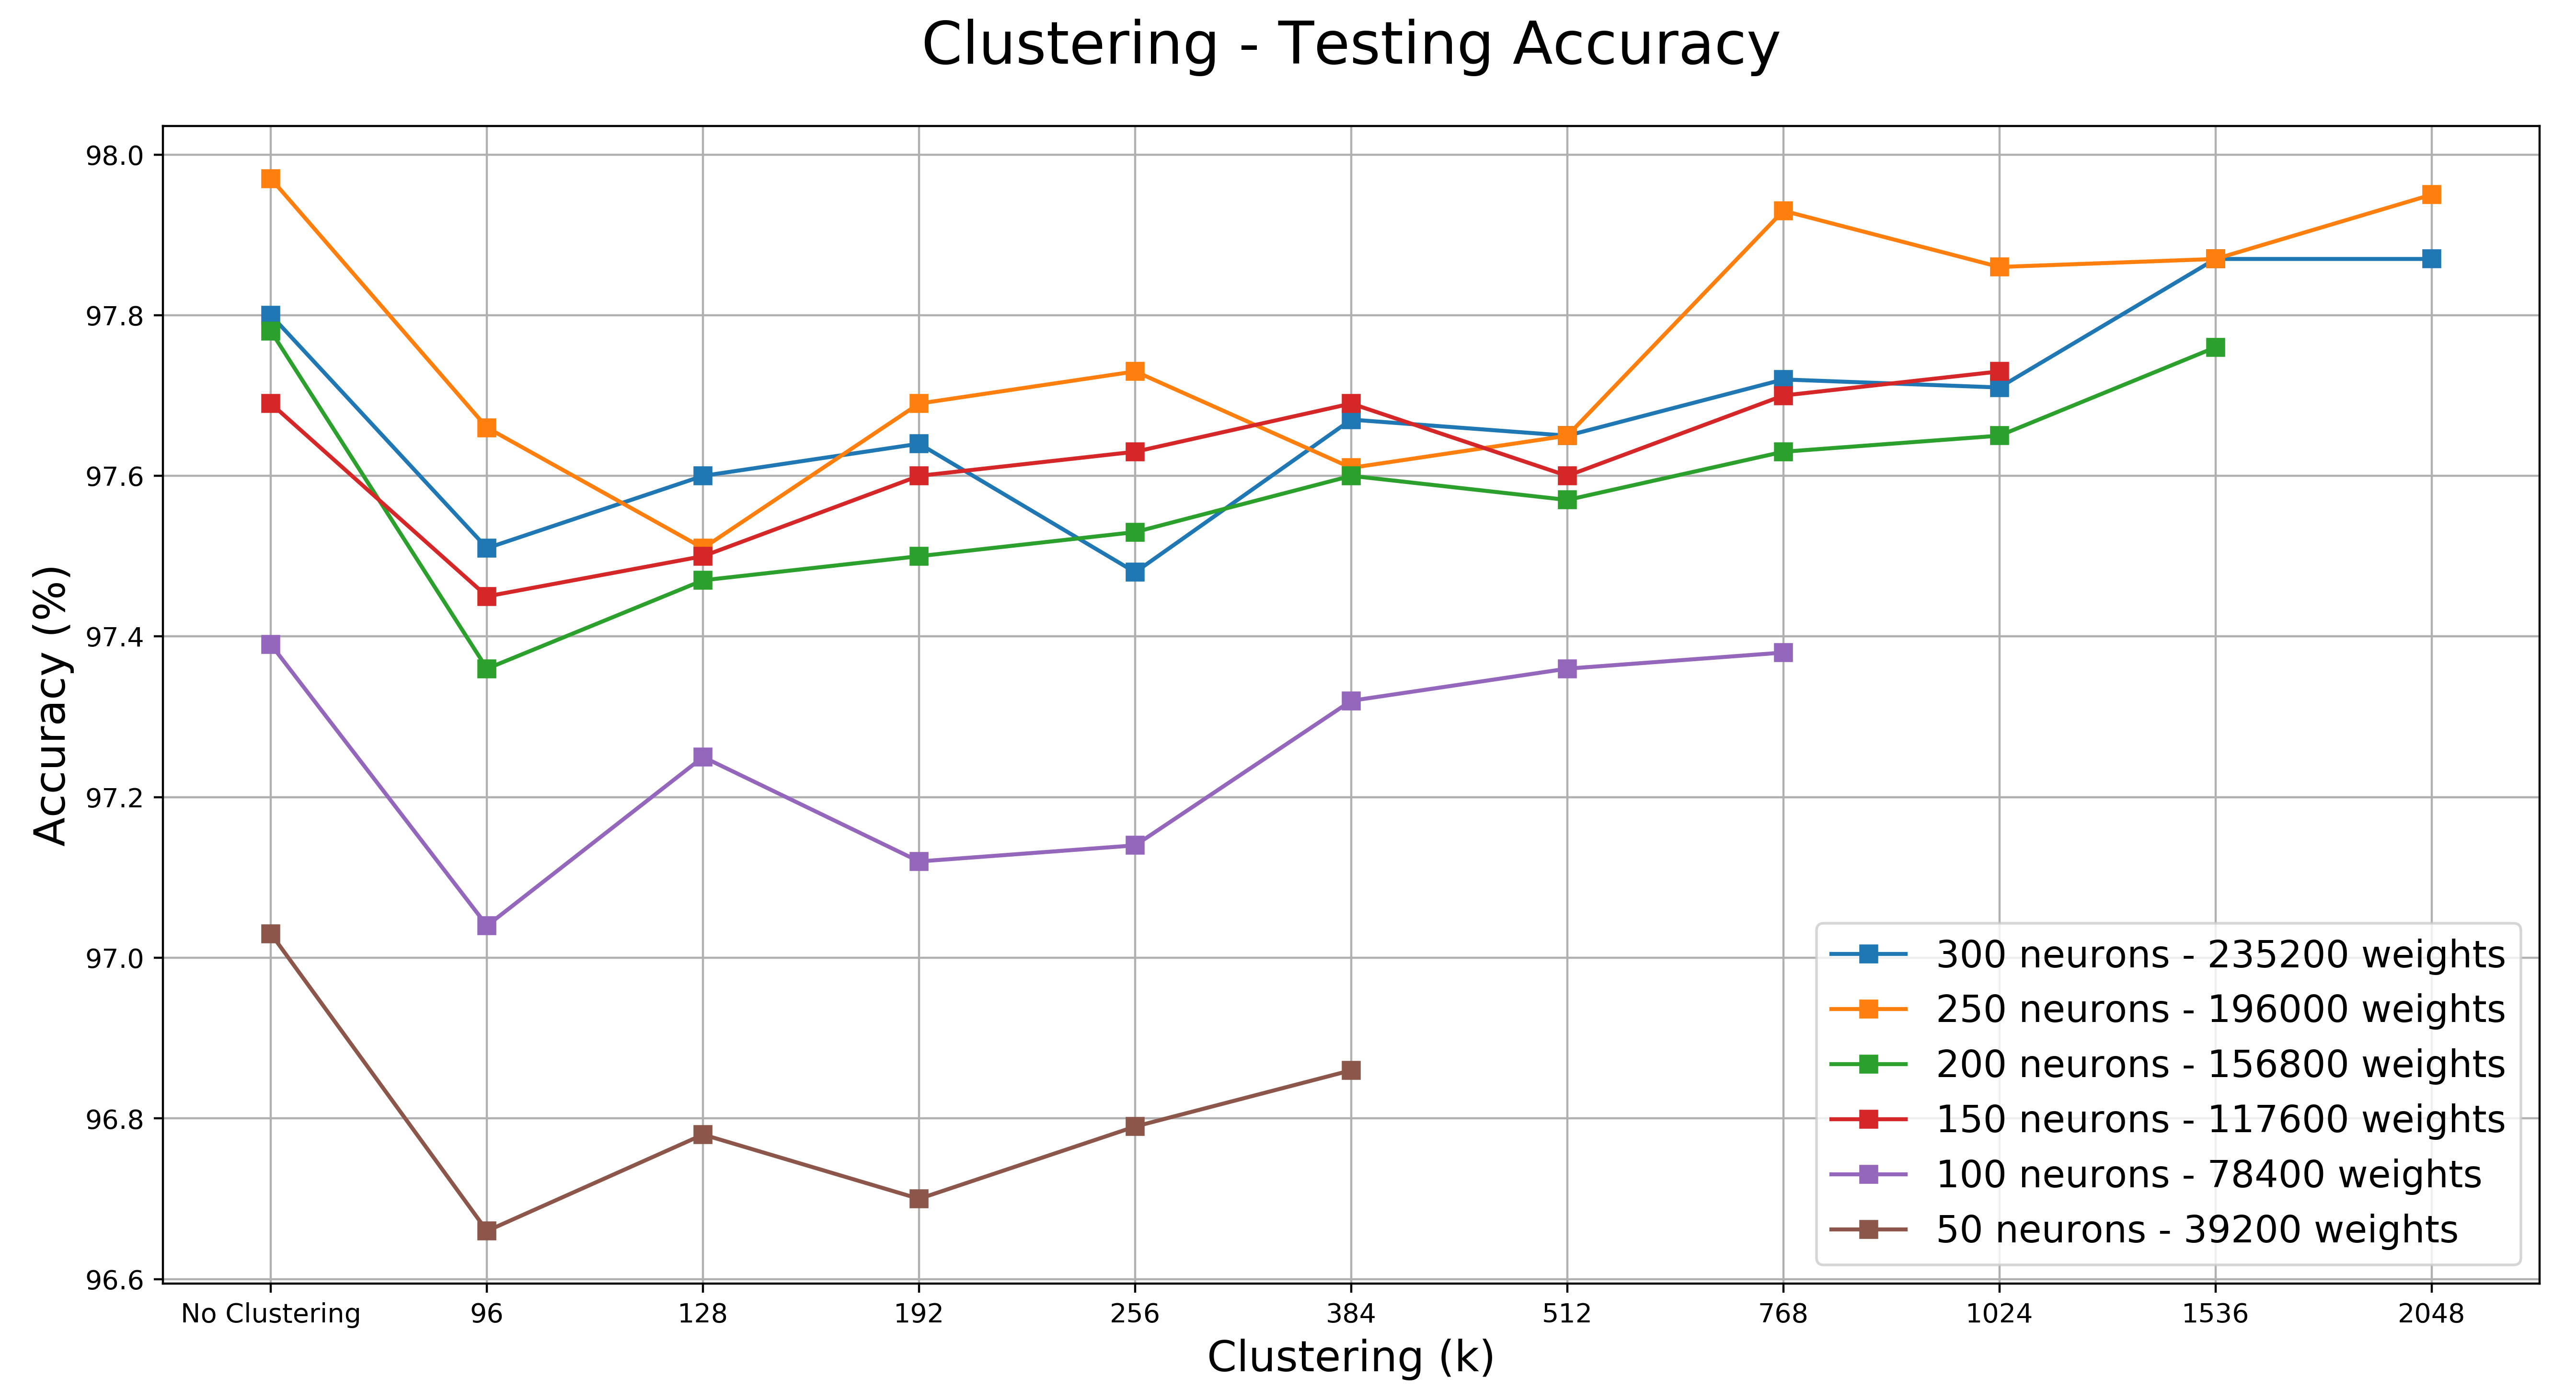 Clustering - Testing Accuracy
Accuracy (%)
98.0
97.8
97.6
97.4
97.2
97.0
96.8
96.6
300 neurons - 235200 weights
250 neurons - 196000 weights
200 neurons - 156800 weights
150 neurons - 117600 weights
100 neurons - 78400 weights
50 neurons - 39200 weights
No Clustering 96 128 192 256 384 512 768 1024 1536 2048
Clustering (k)